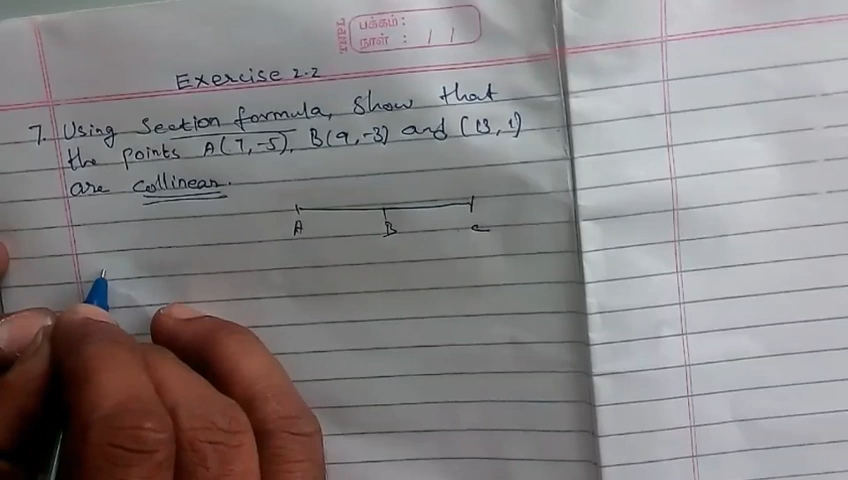 பக்கம்:
நாள் : / /
Exercise 2.2
7. Using Section formula, show that
the points A(7,-5), B(9,-3) and (13,1)
are collinear.
A B C